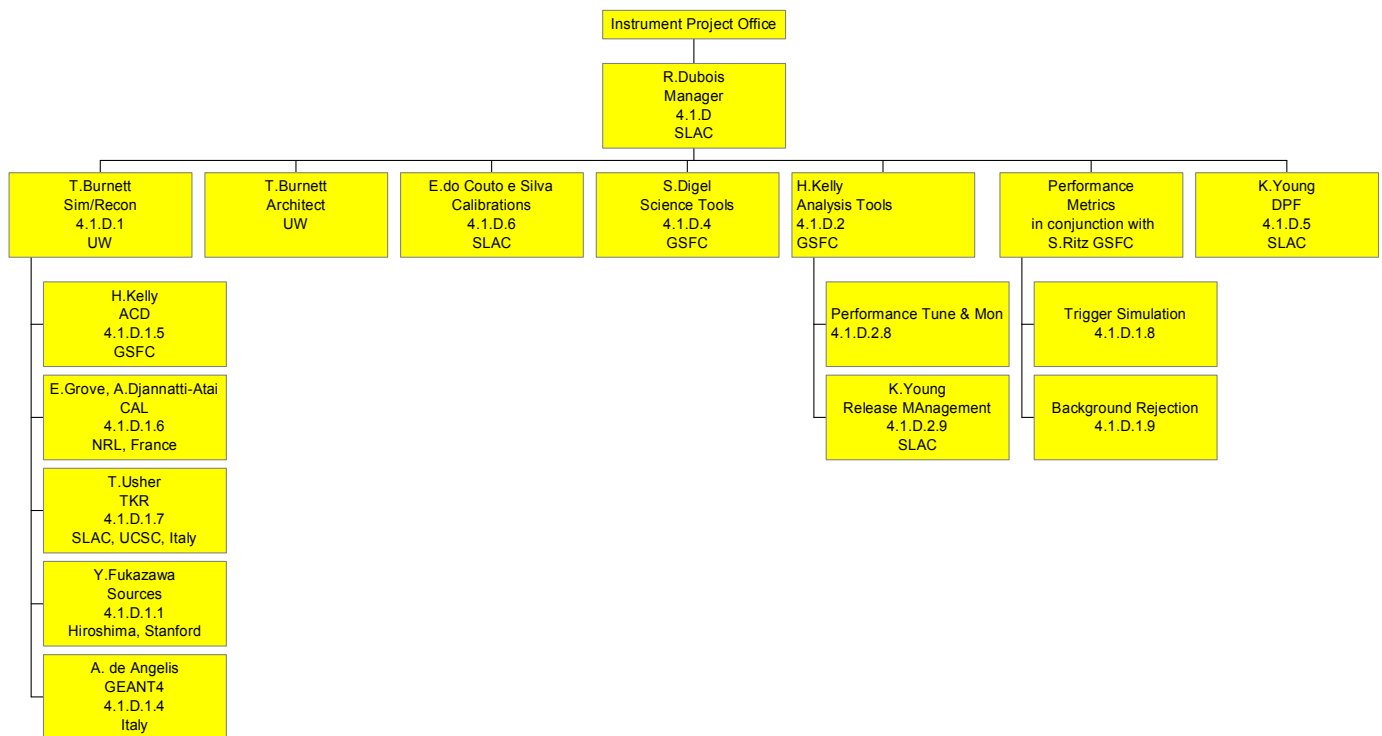 Instrument Project Office
R.Dubois
Manager
4.1.D
SLAC
T.Burnett
Sim/Recon
4.1.D.1
UW
T.Burnett
Architect
UW
E.do Couto e Silva
Calibrations
4.1.D.6
SLAC
S.Digel
Science Tools
4.1.D.4
GSFC
H.Kelly
Analysis Tools
4.1.D.2
GSFC
Performance
Metrics
in conjunction with
S.Ritz GSFC
K.Young
DPF
4.1.D.5
SLAC
H.Kelly
ACD
4.1.D.1.5
GSFC
E.Grove, A.Djannatti-Atai
CAL
4.1.D.1.6
NRL, France
T.Usher
TKR
4.1.D.1.7
SLAC, UCSC, Italy
Y.Fukazawa
Sources
4.1.D.1.1
Hiroshima, Stanford
A. de Angelis
GEANT4
4.1.D.1.4
Italy
Performance Tune & Mon
4.1.D.2.8
K.Young
Release MAnagement
4.1.D.2.9
SLAC
Trigger Simulation
4.1.D.1.8
Background Rejection
4.1.D.1.9